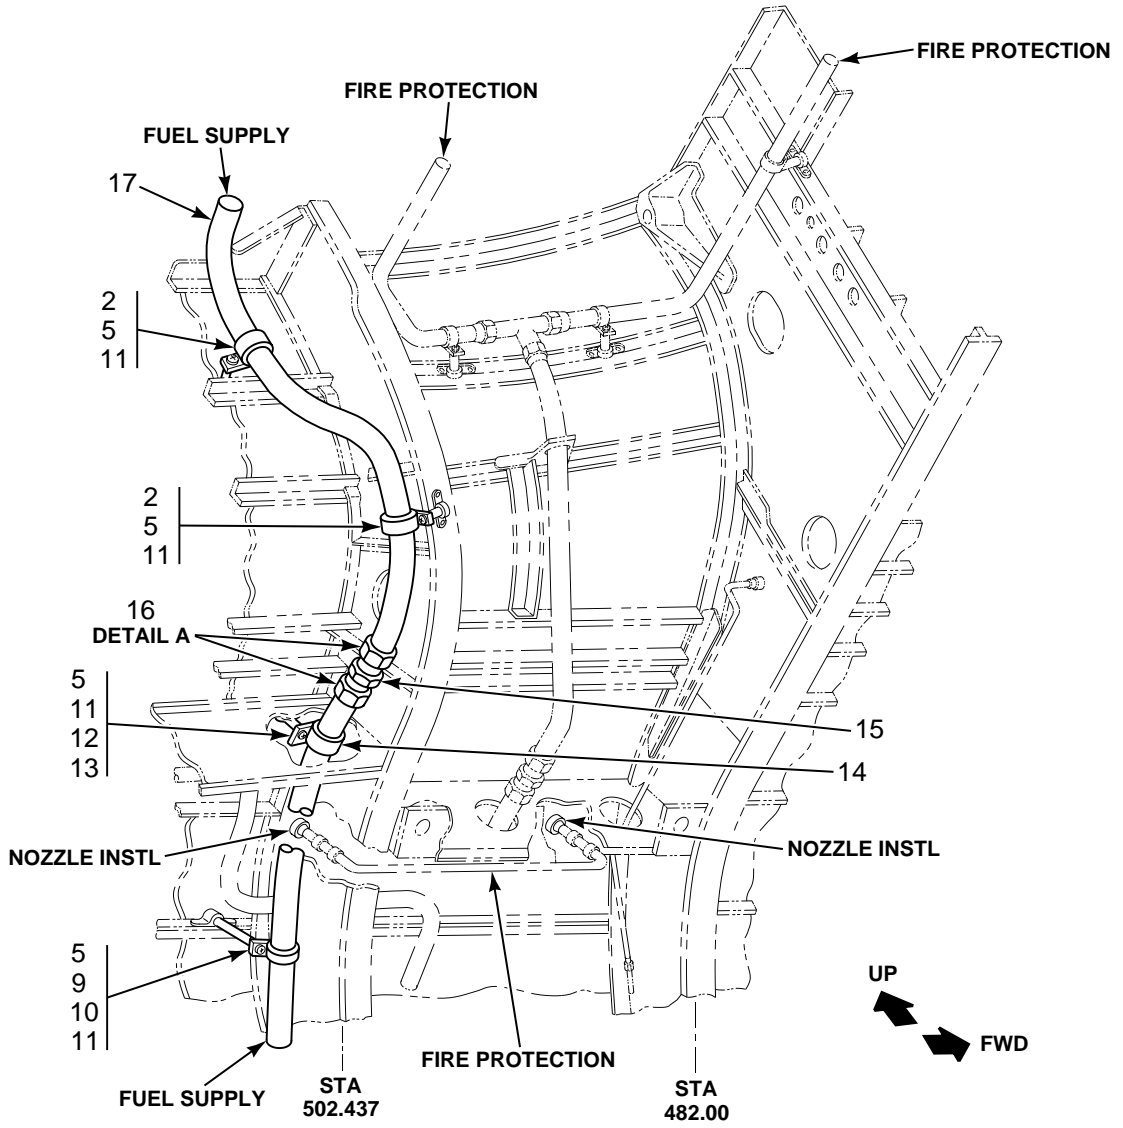 FIRE PROTECTION
FIRE PROTECTION
FUEL SUPPLY
17
2
5
11
2
5
11
16
DETAIL A
5
11
12
13
15
14
NOZZLE INSTL
NOZZLE INSTL
5
9
10
11
UP
FWD
FIRE PROTECTION
FUEL SUPPLY
STA
502.437
STA
482.00